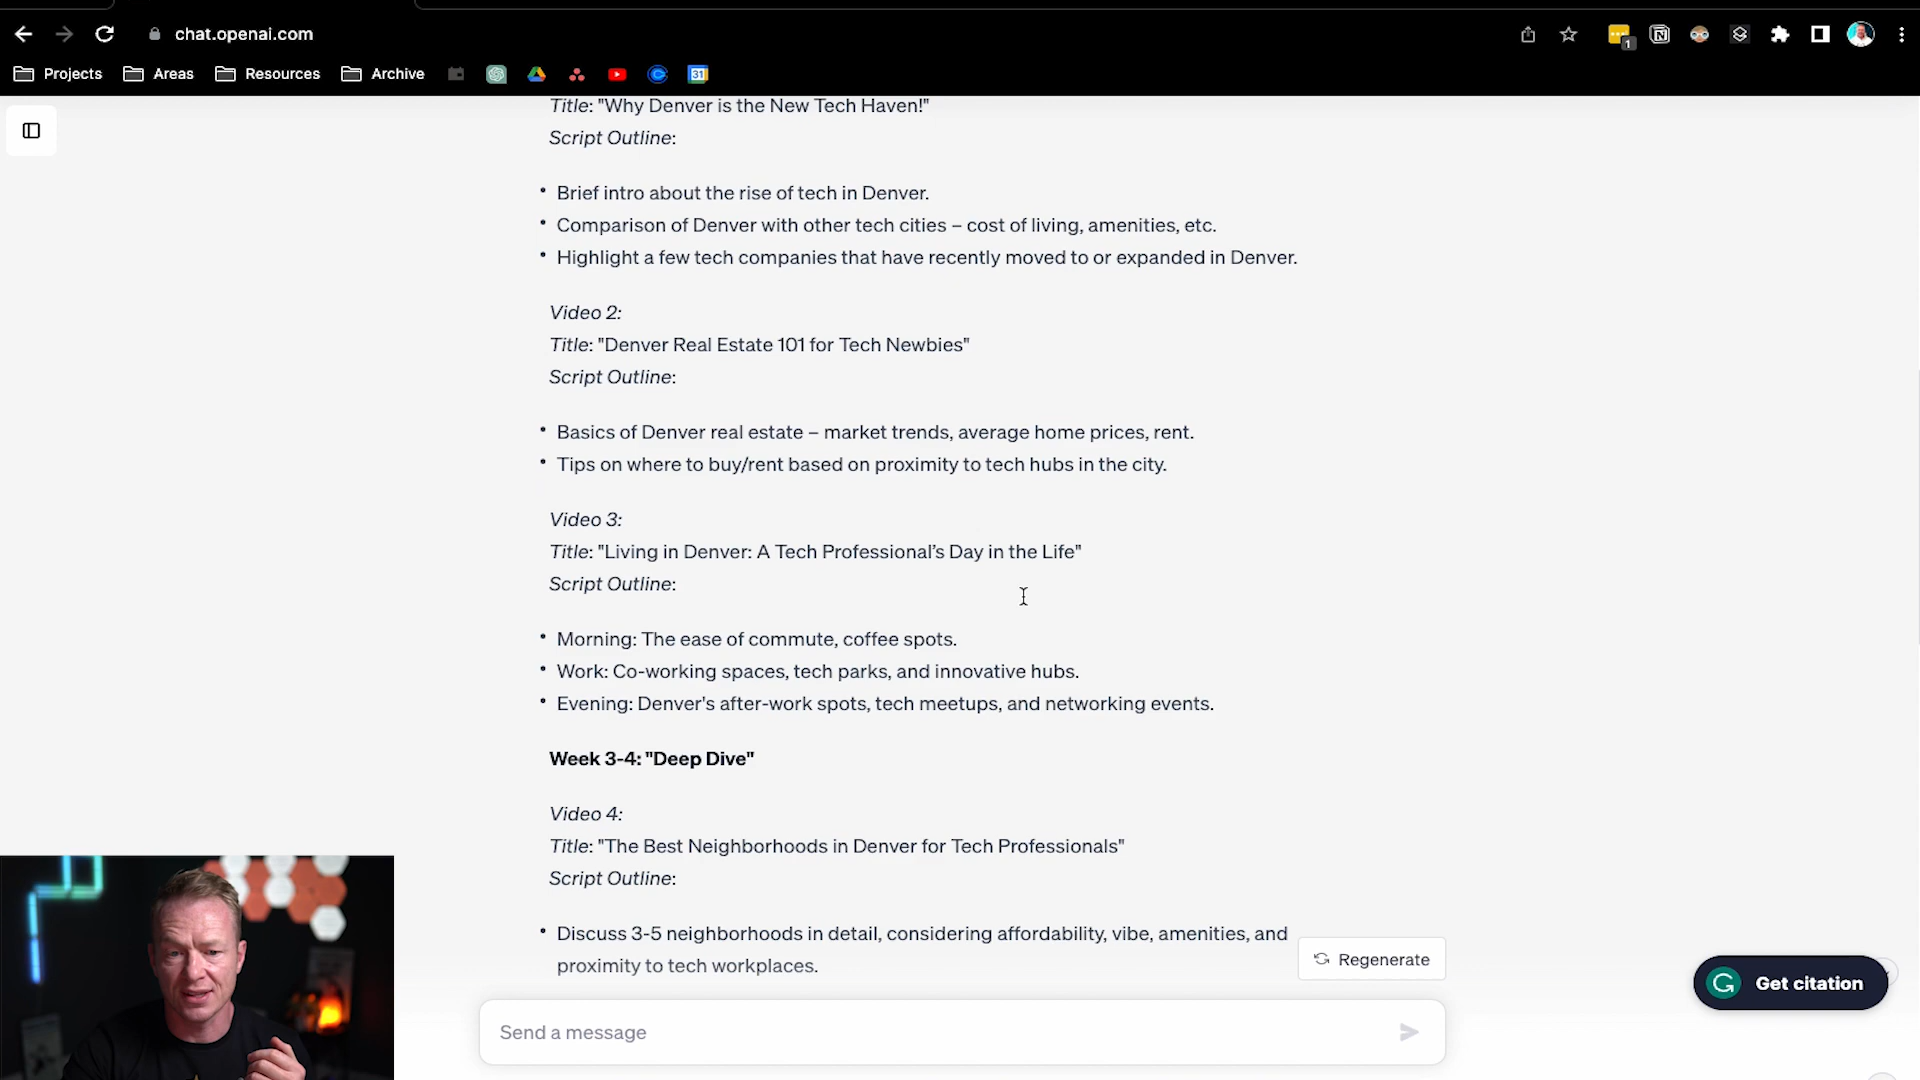 chat.openai.com
1
Projects
Areas
Resources
Archive
31
Title: "Why Denver is the New Tech Haven!"
Script Outline:
• Brief intro about the rise of tech in Denver.
• Comparison of Denver with other tech cities – cost of living, amenities, etc.
• Highlight a few tech companies that have recently moved to or expanded in Denver.
Video 2:
Title: "Denver Real Estate 101 for Tech Newbies"
Script Outline:
• Basics of Denver real estate – market trends, average home prices, rent.
• Tips on where to buy/rent based on proximity to tech hubs in the city.
Video 3:
Title: "Living in Denver: A Tech Professional’s Day in the Life"
Script Outline:
• Morning: The ease of commute, coffee spots.
• Work: Co-working spaces, tech parks, and innovative hubs.
• Evening: Denver's after-work spots, tech meetups, and networking events.
Week 3-4: "Deep Dive"
Video 4:
Title: "The Best Neighborhoods in Denver for Tech Professionals"
Script Outline:
• Discuss 3-5 neighborhoods in detail, considering affordability, vibe, amenities, and
proximity to tech workplaces.
Regenerate
Get citation
Send a message